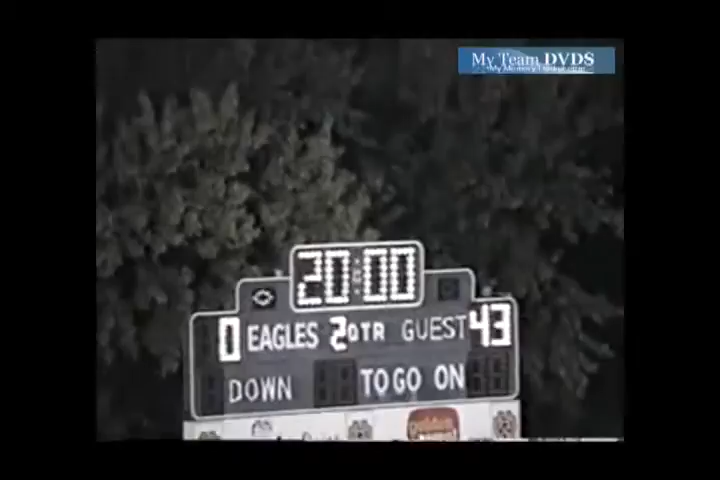 My Team DVDS
20:00
0 EAGLES 2 QTR GUEST 43
DOWN TO GO ON